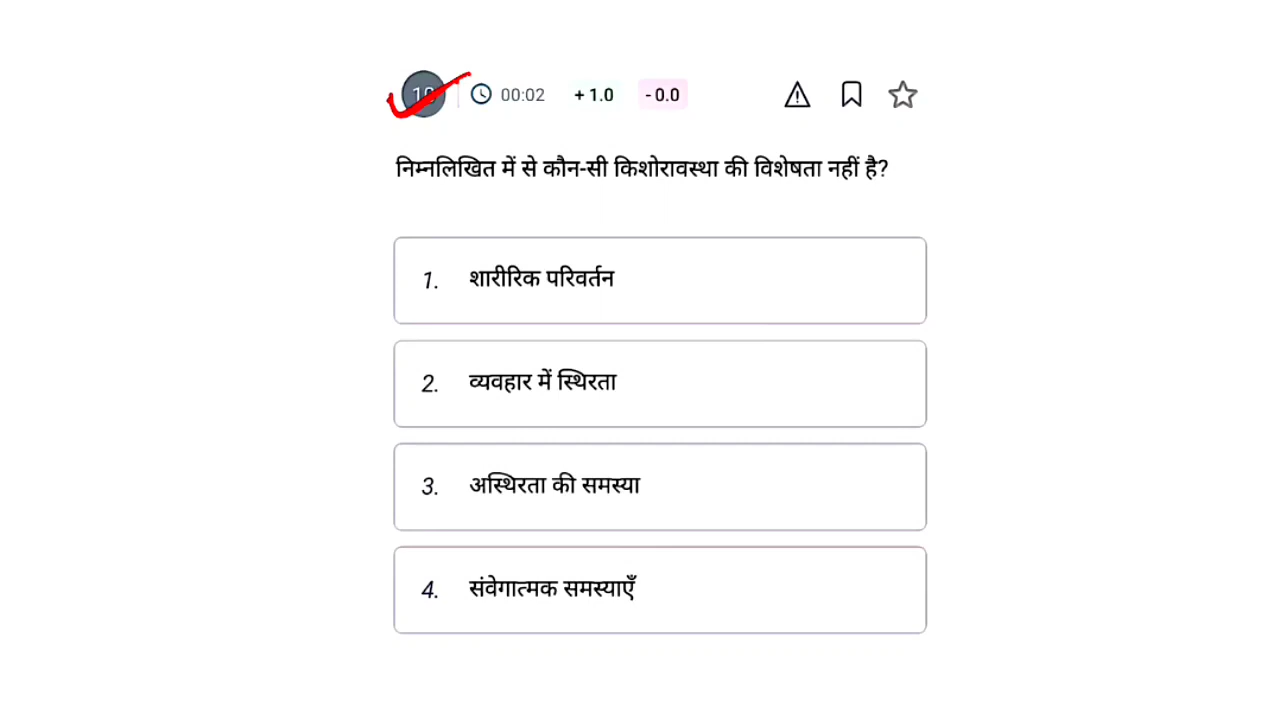 00:02 + 1.0 - 0.0
निम्नलिखित में से कौन-सी किशोरावस्था की विशेषता नहीं है?
1. शारीरिक परिवर्तन
2. व्यवहार में स्थिरता
3. अस्थिरता की समस्या
4. संवेगात्मक समस्याएँ